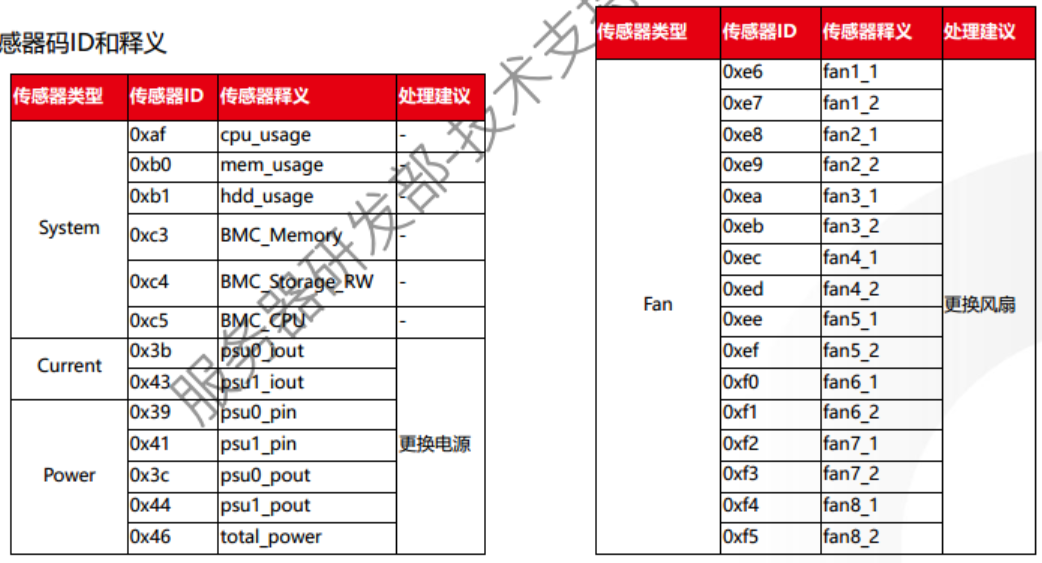 感器码ID和释义
传感器类型 传感器ID 传感器释义 处理建议
System
0xaf cpu_usage -
0xb0 mem_usage -
0xb1 hdd_usage -
0xc3 BMC_Memory -
0xc4 BMC_Storage_RW -
0xc5 BMC_CPU -
Current
0x3b psu0_iout
0x43 psu1_iout
Power
0x39 psu0_pin
0x41 psu1_pin
0x3c psu0_pout
0x44 psu1_pout
0x46 total_power
更换电源
传感器类型 传感器ID 传感器释义 处理建议
Fan
0xe6 fan1_1
0xe7 fan1_2
0xe8 fan2_1
0xe9 fan2_2
0xea fan3_1
0xeb fan3_2
0xec fan4_1
0xed fan4_2
0xee fan5_1
0xef fan5_2
0xf0 fan6_1
0xf1 fan6_2
0xf2 fan7_1
0xf3 fan7_2
0xf4 fan8_1
0xf5 fan8_2
更换风扇
服务器研发部-技术支